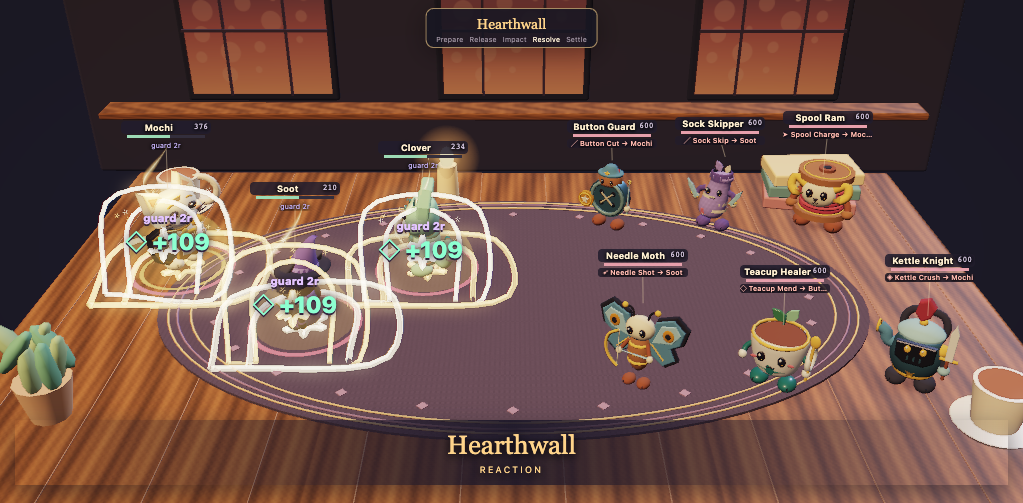 Hearthwall
Prepare Release Impact Resolve Settle
Mochi 376
guard 2r
Clover 234
guard 2r
Soot 210
guard 2r
Button Guard 600
Button Cut → Mochi
Sock Skipper 600
Sock Skip → Soot
Spool Ram 600
Spool Charge → Moc...
guard 2r
+109
guard 2r
+109
guard 2r
+109
Needle Moth 600
Needle Shot → Soot
Teacup Healer 600
Teacup Mend → But...
Kettle Knight 600
Kettle Crush → Mochi
Hearthwall
REACTION